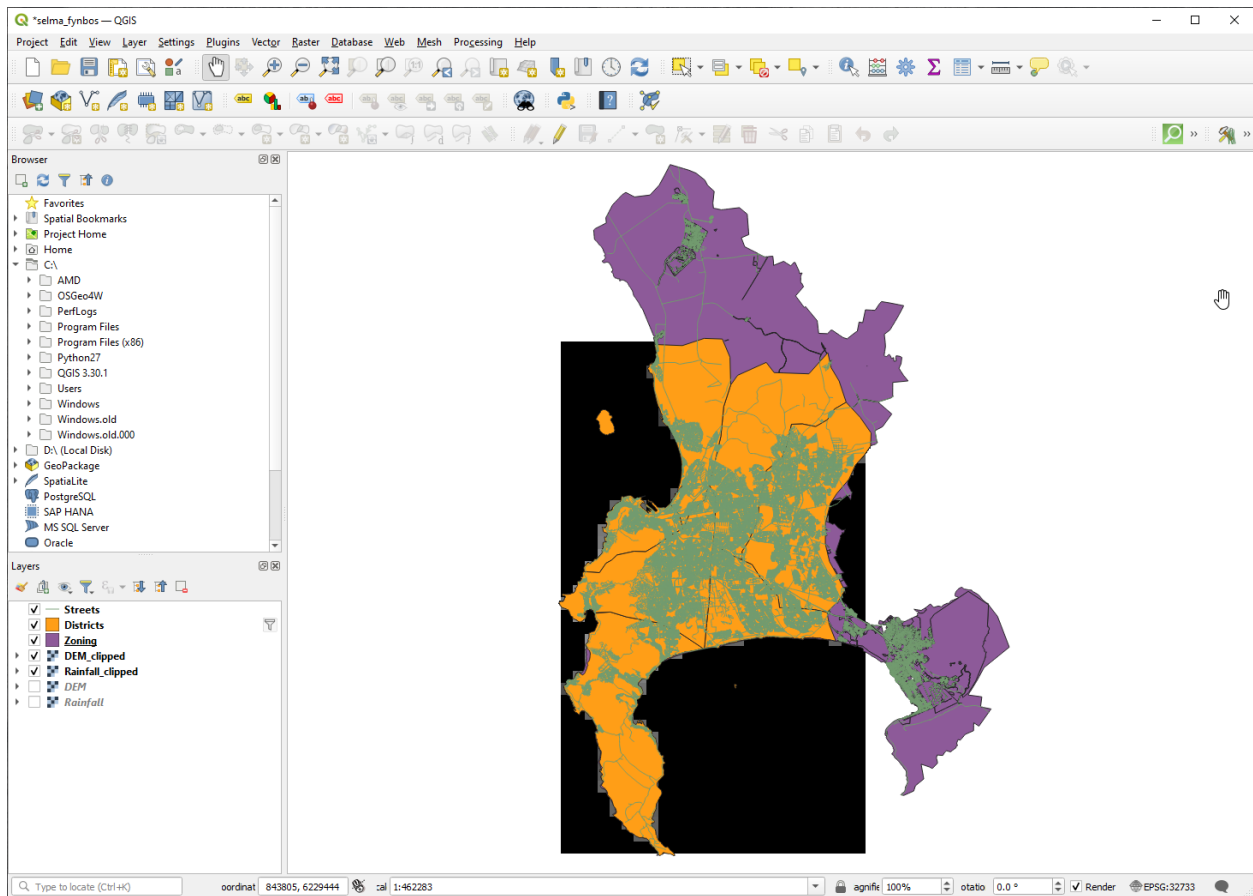 *selma_fynbos — QGIS
Project Edit View Layer Settings Plugins Vector Raster Database Web Mesh Processing Help
abc abc abc
Browser
Favorites
Spatial Bookmarks
Project Home
Home
C:\
AMD
OSGeo4W
PerfLogs
Program Files
Program Files (x86)
Python27
QGIS 3.30.1
Users
Windows
Windows.old
Windows.old.000
D:\ (Local Disk)
GeoPackage
SpatiaLite
PostgreSQL
SAP HANA
MS SQL Server
Oracle
Layers
Streets
Districts
Zoning
DEM_clipped
Rainfall_clipped
DEM
Rainfall
Type to locate (Ctrl+K) oordinat 843805, 6229444 :al 1:462283 agnifie 100% otatio 0.0 ° Render EPSG:32733